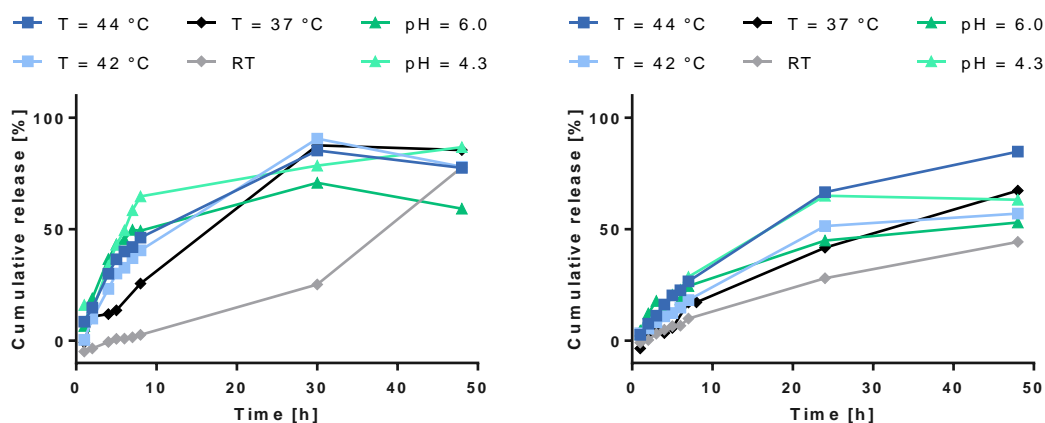 T = 44 °C T = 37 °C pH = 6.0
T = 42 °C RT pH = 4.3
Cumulative release [%]
100
50
0
0 10 20 30 40 50
Time [h]
T = 44 °C T = 37 °C pH = 6.0
T = 42 °C RT pH = 4.3
Cumulative release [%]
100
50
0
0 10 20 30 40 50
Time [h]